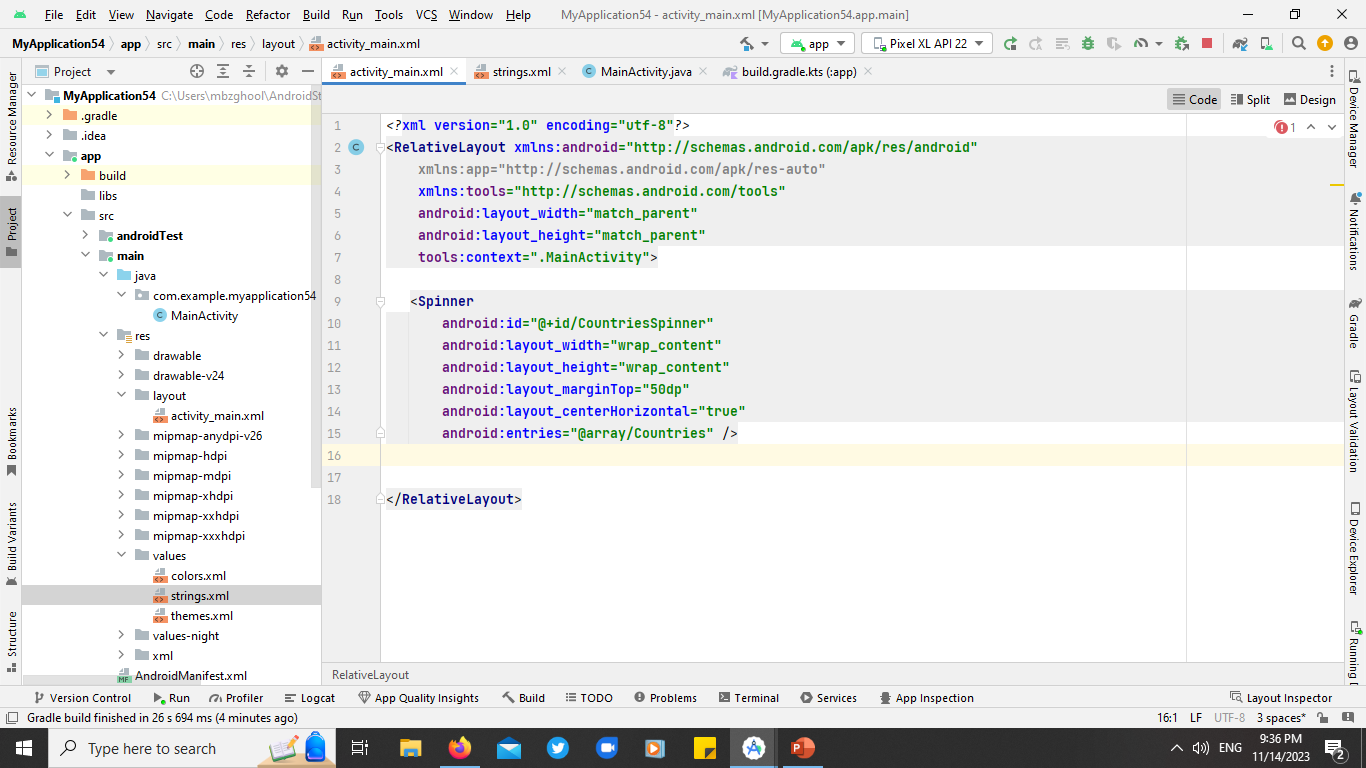 File Edit View Navigate Code Refactor Build Run Tools VCS Window Help MyApplication54 - activity_main.xml [MyApplication54.app.main]
MyApplication54 app src main res layout activity_main.xml app Pixel XL API 22
Project activity_main.xml strings.xml MainActivity.java build.gradle.kts (:app)
Code Split Design
Resource Manager
Project
Bookmarks
Build Variants
Structure
MyApplication54 C:\Users\mbzghool\AndroidSt
.gradle
.idea
app
build
libs
src
androidTest
main
java
com.example.myapplication54
MainActivity
res
drawable
drawable-v24
layout
activity_main.xml
mipmap-anydpi-v26
mipmap-hdpi
mipmap-mdpi
mipmap-xhdpi
mipmap-xxhdpi
mipmap-xxxhdpi
values
colors.xml
strings.xml
themes.xml
values-night
xml
AndroidManifest.xml
1 <?xml version="1.0" encoding="utf-8"?> 1
2 <RelativeLayout xmlns:android="http://schemas.android.com/apk/res/android"
3 xmlns:app="http://schemas.android.com/apk/res-auto"
4 xmlns:tools="http://schemas.android.com/tools"
5 android:layout_width="match_parent"
6 android:layout_height="match_parent"
7 tools:context=".MainActivity">
8
9 <Spinner
10 android:id="@+id/CountriesSpinner"
11 android:layout_width="wrap_content"
12 android:layout_height="wrap_content"
13 android:layout_marginTop="50dp"
14 android:layout_centerHorizontal="true"
15 android:entries="@array/Countries" />
16
17
18 </RelativeLayout>
RelativeLayout
Device Manager
Notifications
Gradle
Layout Validation
Device Explorer
Running
Version Control Run Profiler Logcat App Quality Insights Build TODO Problems Terminal Services App Inspection Layout Inspector
Gradle build finished in 26 s 694 ms (4 minutes ago) 16:1 LF UTF-8 3 spaces*
Type here to search ENG 9:36 PM
11/14/2023 2